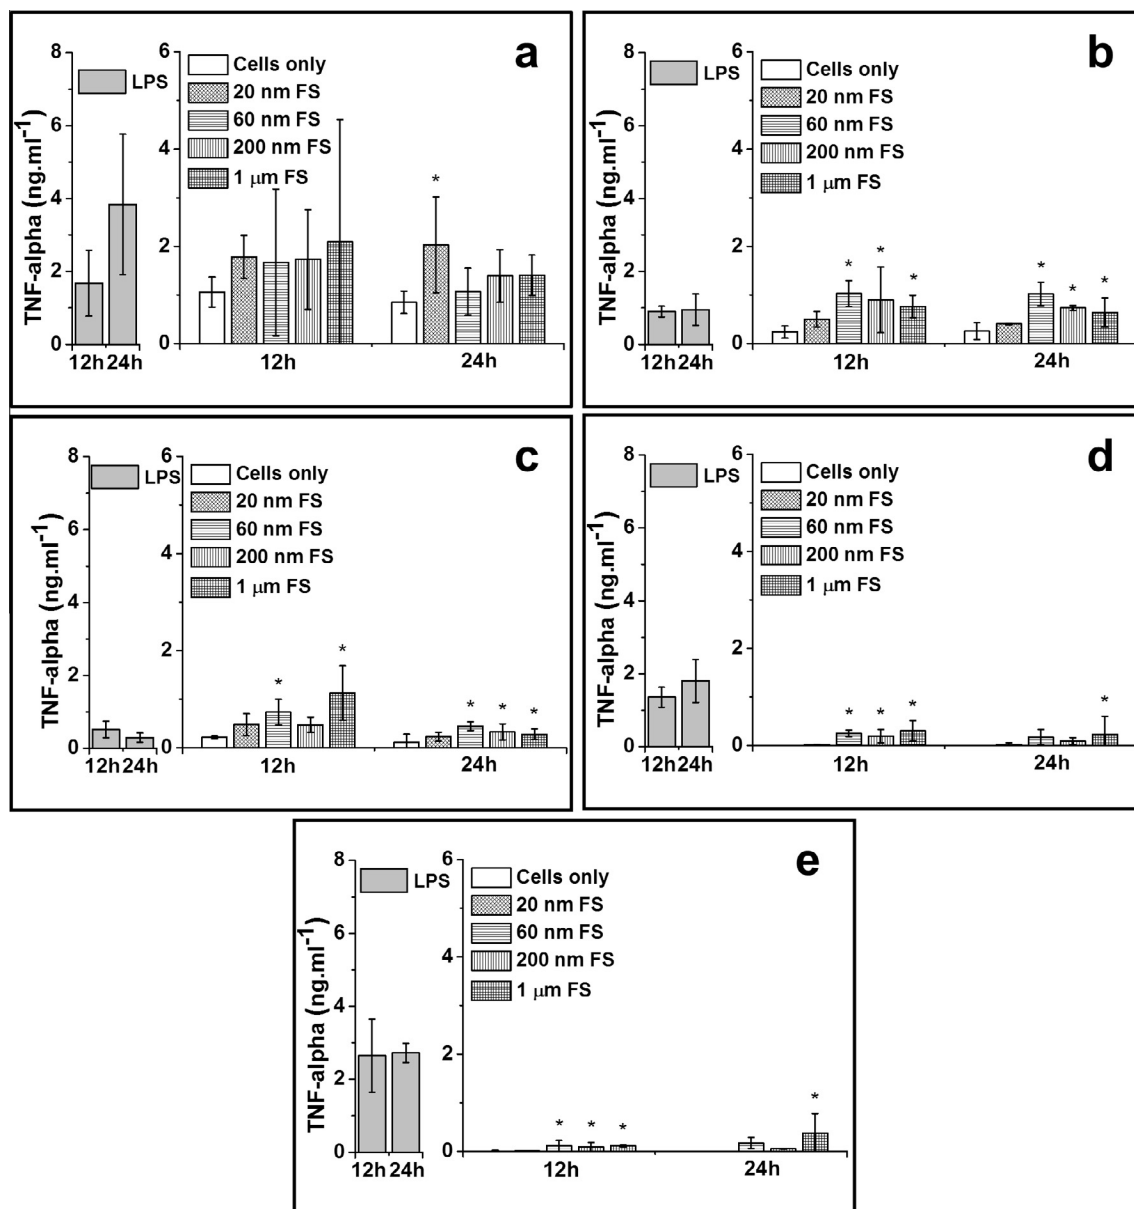 a
TNF-alpha (ng.ml⁻¹)
8
6
4
2
0
LPS
12h 24h
6
4
2
0
Cells only
20 nm FS
60 nm FS
200 nm FS
1 μm FS
*
12h
24h
b
TNF-alpha (ng.ml⁻¹)
8
6
4
2
0
LPS
12h 24h
6
4
2
0
Cells only
20 nm FS
60 nm FS
200 nm FS
1 μm FS
* * * * * *
12h
24h
c
TNF-alpha (ng.ml⁻¹)
8
6
4
2
0
LPS
12h 24h
6
4
2
0
Cells only
20 nm FS
60 nm FS
200 nm FS
1 μm FS
* * * * *
12h
24h
d
TNF-alpha (ng.ml⁻¹)
8
6
4
2
0
LPS
12h 24h
6
4
2
0
Cells only
20 nm FS
60 nm FS
200 nm FS
1 μm FS
* * * *
12h
24h
e
TNF-alpha (ng.ml⁻¹)
8
6
4
2
0
LPS
12h 24h
6
4
2
0
Cells only
20 nm FS
60 nm FS
200 nm FS
1 μm FS
* * * *
12h
24h